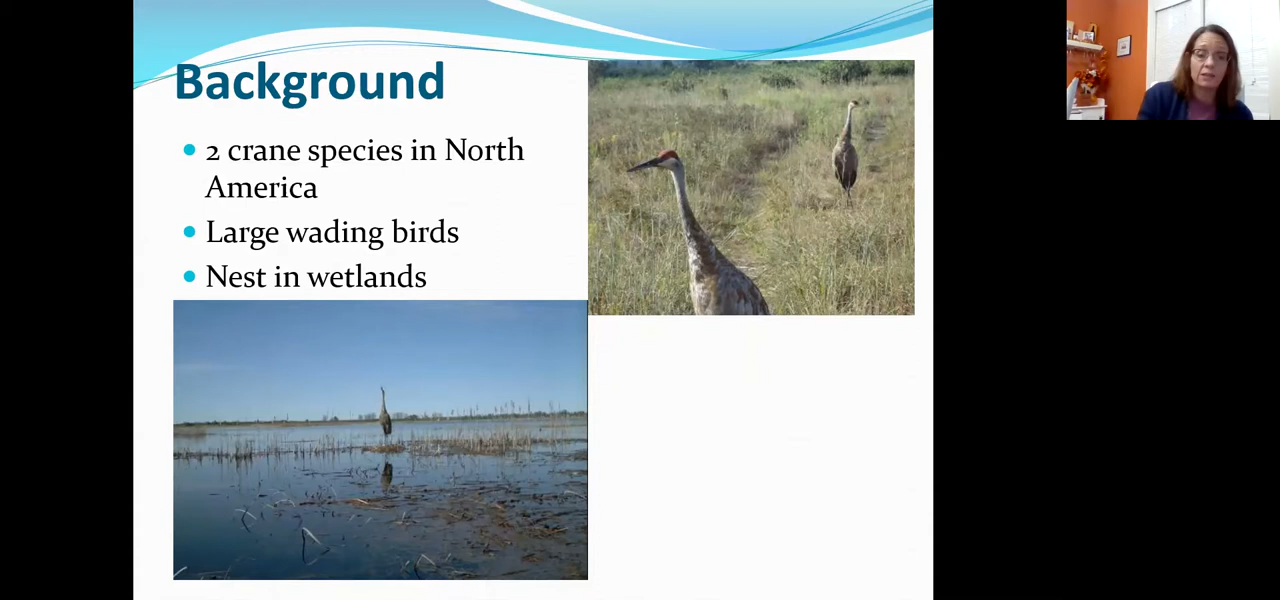 Background
• 2 crane species in North
America
• Large wading birds
• Nest in wetlands